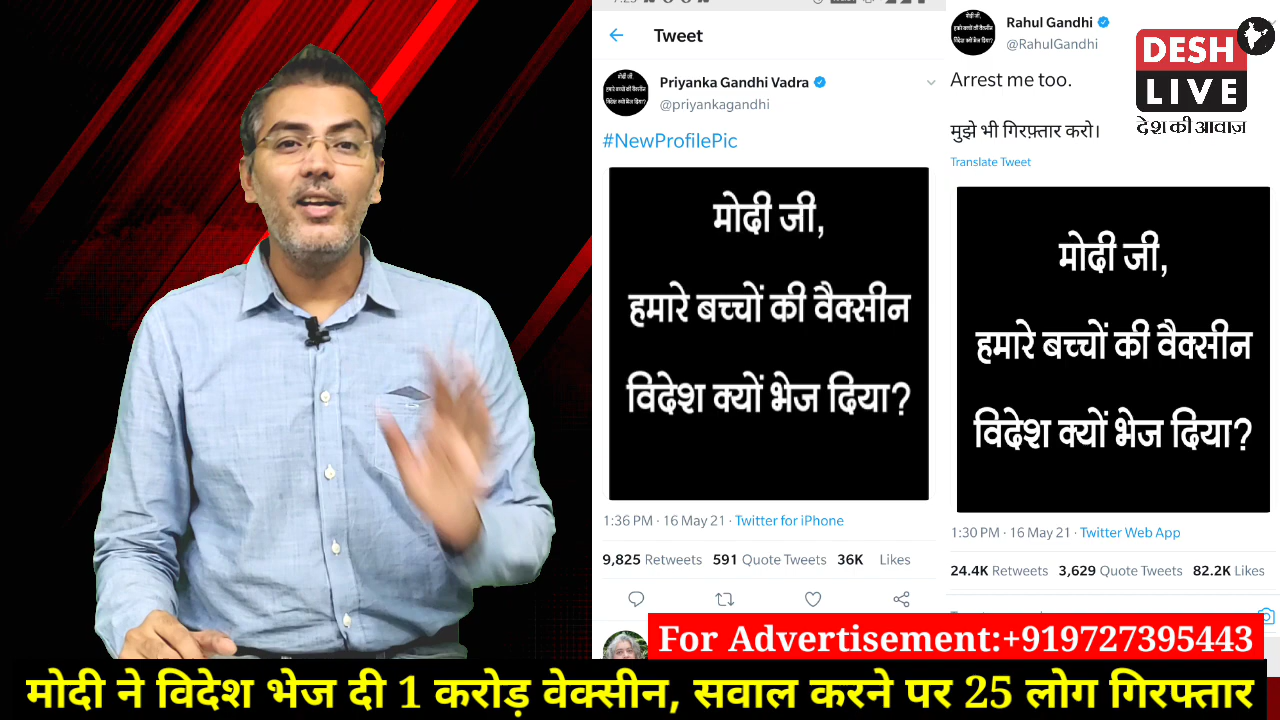 Tweet
Priyanka Gandhi Vadra
@priyankagandhi
#NewProfilePic
मोदी जी,
हमारे बच्चों की वैक्सीन
विदेश क्यों भेज दिया?
1:36 PM · 16 May 21 · Twitter for iPhone
9,825 Retweets 591 Quote Tweets 36K Likes
Rahul Gandhi
@RahulGandhi
Arrest me too.
मुझे भी गिरफ़्तार करो।
Translate Tweet
मोदी जी,
हमारे बच्चों की वैक्सीन
विदेश क्यों भेज दिया?
1:30 PM · 16 May 21 · Twitter Web App
24.4K Retweets 3,629 Quote Tweets 82.2K Likes
DESH
LIVE
देश की आवाज़
For Advertisement:+919727395443
मोदी ने विदेश भेज दी 1 करोड़ वेक्सीन, सवाल करने पर 25 लोग गिरफ्तार